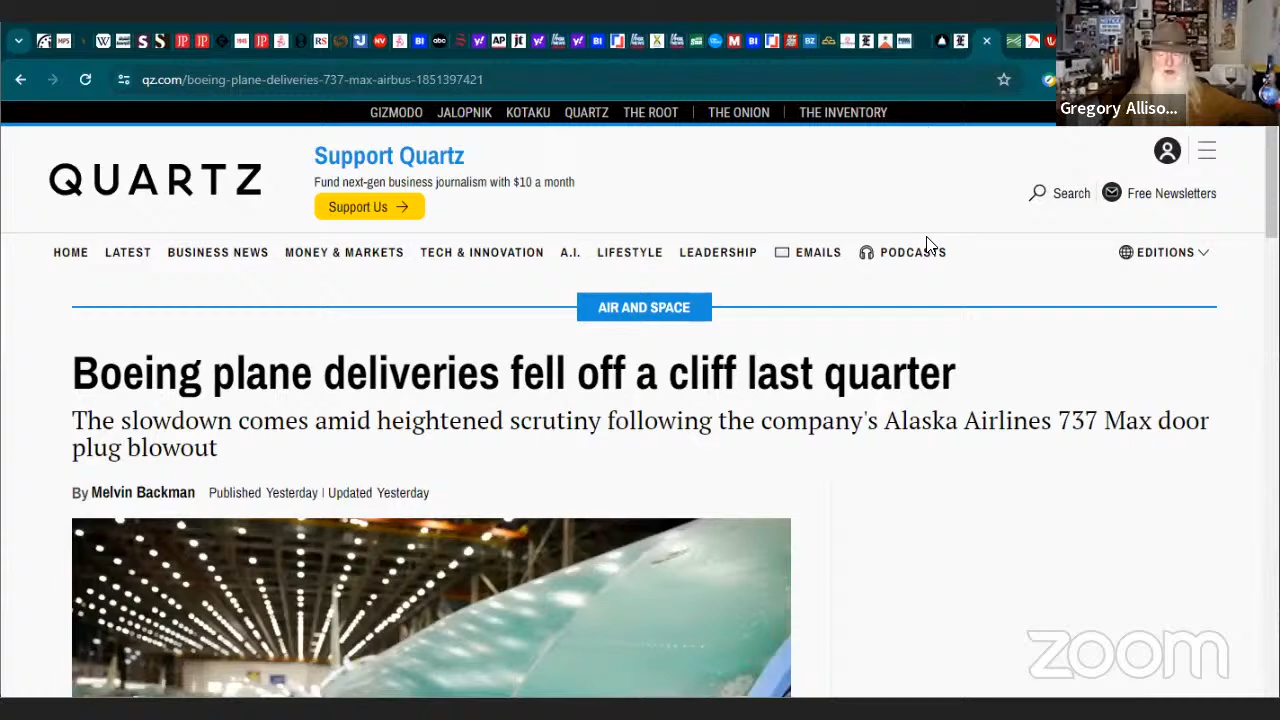 qz.com/boeing-plane-deliveries-737-max-airbus-1851397421
Gregory Alliso...
GIZMODO JALOPNIK KOTAKU QUARTZ THE ROOT THE ONION THE INVENTORY
QUARTZ
Support Quartz
Fund next-gen business journalism with $10 a month
Support Us →
Search
Free Newsletters
HOME LATEST BUSINESS NEWS MONEY & MARKETS TECH & INNOVATION A.I. LIFESTYLE LEADERSHIP EMAILS PODCASTS EDITIONS
AIR AND SPACE
Boeing plane deliveries fell off a cliff last quarter
The slowdown comes amid heightened scrutiny following the company's Alaska Airlines 737 Max door
plug blowout
By Melvin Backman Published Yesterday | Updated Yesterday
zoom